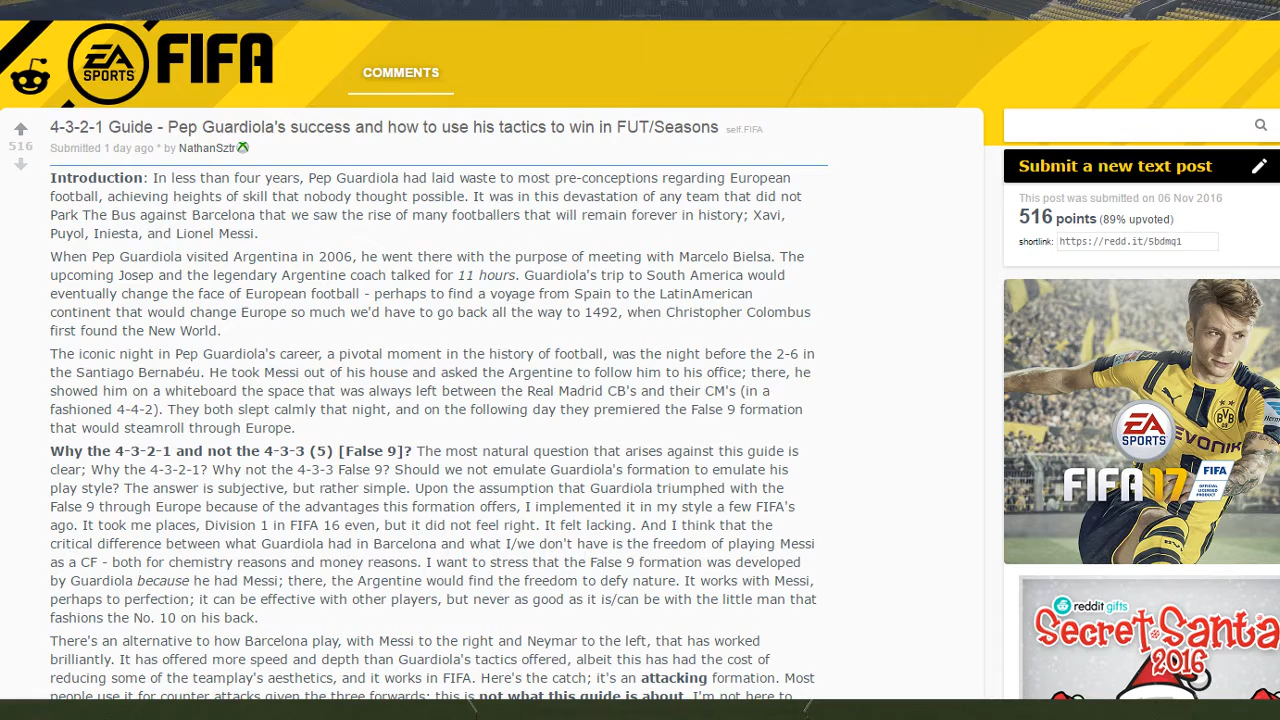 EA SPORTS FIFA
COMMENTS
4-3-2-1 Guide - Pep Guardiola's success and how to use his tactics to win in FUT/Seasons self.FIFA
516
Submitted 1 day ago * by NathanSztr
Introduction: In less than four years, Pep Guardiola had laid waste to most pre-conceptions regarding European
football, achieving heights of skill that nobody thought possible. It was in this devastation of any team that did not
Park The Bus against Barcelona that we saw the rise of many footballers that will remain forever in history; Xavi,
Puyol, Iniesta, and Lionel Messi.
When Pep Guardiola visited Argentina in 2006, he went there with the purpose of meeting with Marcelo Bielsa. The
upcoming Josep and the legendary Argentine coach talked for 11 hours. Guardiola's trip to South America would
eventually change the face of European football - perhaps to find a voyage from Spain to the LatinAmerican
continent that would change Europe so much we'd have to go back all the way to 1492, when Christopher Colombus
first found the New World.
The iconic night in Pep Guardiola's career, a pivotal moment in the history of football, was the night before the 2-6 in
the Santiago Bernabéu. He took Messi out of his house and asked the Argentine to follow him to his office; there, he
showed him on a whiteboard the space that was always left between the Real Madrid CB's and their CM's (in a
fashioned 4-4-2). They both slept calmly that night, and on the following day they premiered the False 9 formation
that would steamroll through Europe.
Why the 4-3-2-1 and not the 4-3-3 (5) [False 9]? The most natural question that arises against this guide is
clear; Why the 4-3-2-1? Why not the 4-3-3 False 9? Should we not emulate Guardiola's formation to emulate his
play style? The answer is subjective, but rather simple. Upon the assumption that Guardiola triumphed with the
False 9 through Europe because of the advantages this formation offers, I implemented it in my style a few FIFA's
ago. It took me places, Division 1 in FIFA 16 even, but it did not feel right. It felt lacking. And I think that the
critical difference between what Guardiola had in Barcelona and what I/we don't have is the freedom of playing Messi
as a CF - both for chemistry reasons and money reasons. I want to stress that the False 9 formation was developed
by Guardiola because he had Messi; there, the Argentine would find the freedom to defy nature. It works with Messi,
perhaps to perfection; it can be effective with other players, but never as good as it is/can be with the little man that
fashions the No. 10 on his back.
There's an alternative to how Barcelona play, with Messi to the right and Neymar to the left, that has worked
brilliantly. It has offered more speed and depth than Guardiola's tactics offered, albeit this has had the cost of
reducing some of the teamplay's aesthetics, and it works in FIFA. Here's the catch; it's an attacking formation. Most
people use it for counter attacks given the three forwards; this is not what this guide is about. I'm not here to
Submit a new text post
This post was submitted on 06 Nov 2016
516 points (89% upvoted)
shortlink: https://redd.it/5bdmq1
BVB 09
EVONIK
EA SPORTS
FIFA 17
FIFA
OFFICIAL LICENSED PRODUCT
reddit gifts
Secret Santa
2016